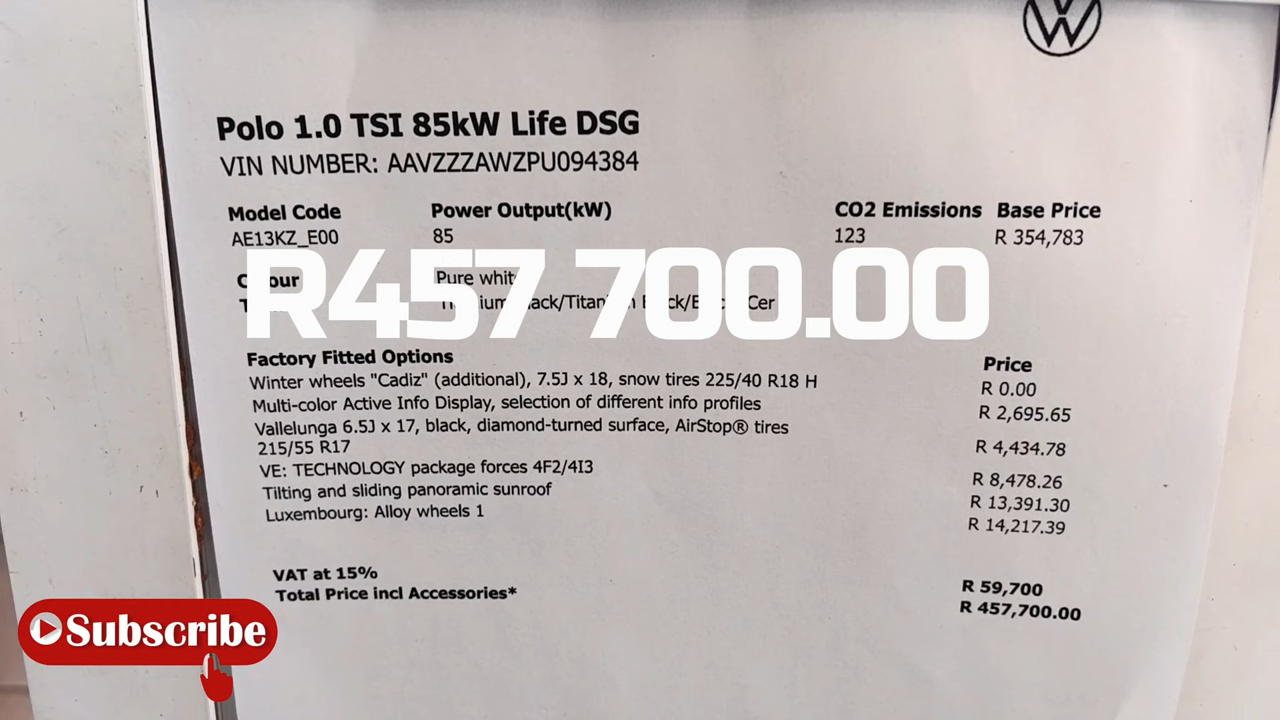 Polo 1.0 TSI 85kW Life DSG
VIN NUMBER: AAVZZZAWZPU094384
Model Code Power Output(kW) CO2 Emissions Base Price
AE13KZ_E00 85 123 R 354,783
R457 700.00
Pure
Factory Fitted Options Price
Winter wheels "Cadiz" (additional), 7.5J x 18, snow tires 225/40 R18 H R 0.00
Multi-color Active Info Display, selection of different info profiles R 2,695.65
Vallelunga 6.5J x 17, black, diamond-turned surface, AirStop® tires
215/55 R17 R 4,434.78
VE: TECHNOLOGY package forces 4F2/4I3 R 8,478.26
Tilting and sliding panoramic sunroof R 13,391.30
Luxembourg: Alloy wheels 1 R 14,217.39
VAT at 15% R 59,700
Total Price incl Accessories* R 457,700.00
Subscribe